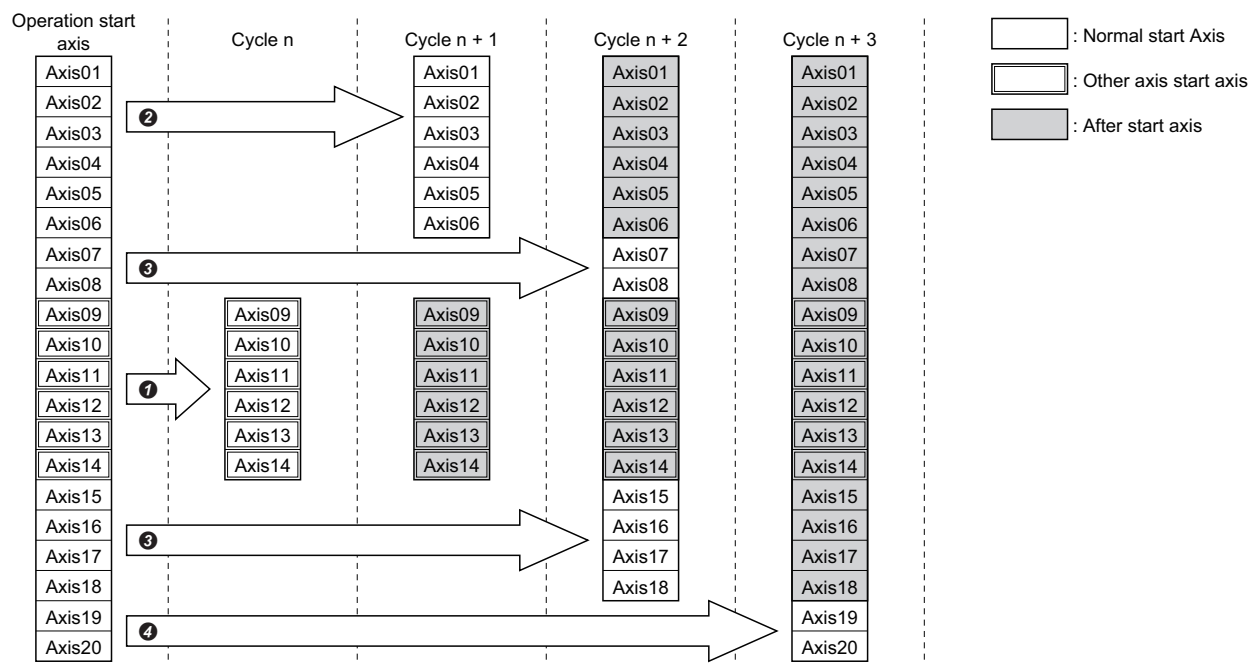 Operation start
axis
Cycle n
Cycle n + 1
Cycle n + 2
Cycle n + 3
: Normal start Axis
: Other axis start axis
: After start axis
Axis01 Axis01 Axis01 Axis01
Axis02 ❷ Axis02 Axis02 Axis02
Axis03 Axis03 Axis03 Axis03
Axis04 Axis04 Axis04 Axis04
Axis05 Axis05 Axis05 Axis05
Axis06 Axis06 Axis06 Axis06
Axis07 ❸ Axis07 Axis07
Axis08 Axis08 Axis08
Axis09 Axis09 Axis09 Axis09 Axis09
Axis10 Axis10 Axis10 Axis10 Axis10
Axis11 ❶ Axis11 Axis11 Axis11 Axis11
Axis12 Axis12 Axis12 Axis12 Axis12
Axis13 Axis13 Axis13 Axis13 Axis13
Axis14 Axis14 Axis14 Axis14 Axis14
Axis15 Axis15 Axis15
Axis16 ❸ Axis16 Axis16
Axis17 Axis17 Axis17
Axis18 Axis18 Axis18
Axis19 ❹ Axis19
Axis20 Axis20